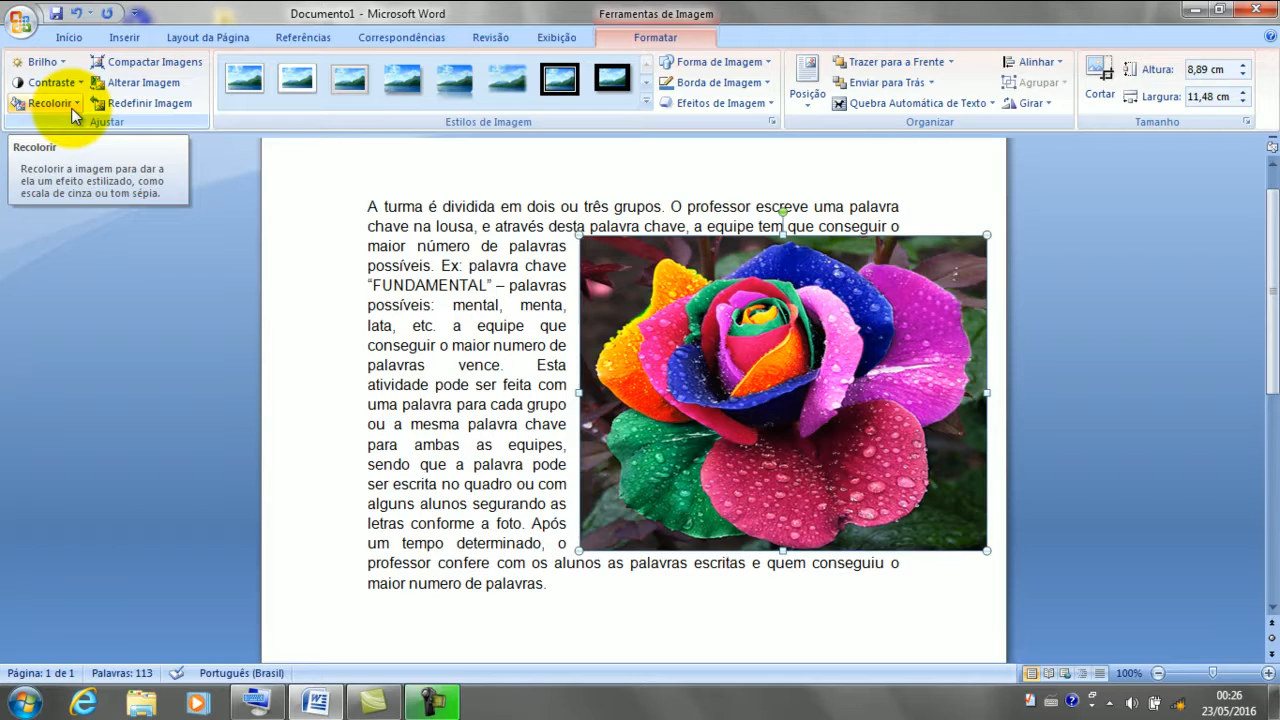 Documento1 - Microsoft Word
Ferramentas de Imagem
Início
Inserir
Layout da Página
Referências
Correspondências
Revisão
Exibição
Formatar
Brilho
Compactar Imagens
Contraste
Alterar Imagem
Recolorir
Redefinir Imagem
Ajustar
Estilos de Imagem
Forma de Imagem
Borda de Imagem
Efeitos de Imagem
Posição
Trazer para a Frente
Enviar para Trás
Quebra Automática de Texto
Alinhar
Agrupar
Girar
Organizar
Cortar
Altura: 8,89 cm
Largura: 11,48 cm
Tamanho
Recolorir
Recolorir a imagem para dar a
ela um efeito estilizado, como
escala de cinza ou tom sépia.
A turma é dividida em dois ou três grupos. O professor escreve uma palavra
chave na lousa, e através desta palavra chave, a equipe tem que conseguir o
maior número de palavras
possíveis. Ex: palavra chave
“FUNDAMENTAL” – palavras
possíveis: mental, menta,
lata, etc. a equipe que
conseguir o maior numero de
palavras vence. Esta
atividade pode ser feita com
uma palavra para cada grupo
ou a mesma palavra chave
para ambas as equipes,
sendo que a palavra pode
ser escrita no quadro ou com
alguns alunos segurando as
letras conforme a foto. Após
um tempo determinado, o
professor confere com os alunos as palavras escritas e quem conseguiu o
maior numero de palavras.
Página: 1 de 1
Palavras: 113
Português (Brasil)
100%
00:26
23/05/2016